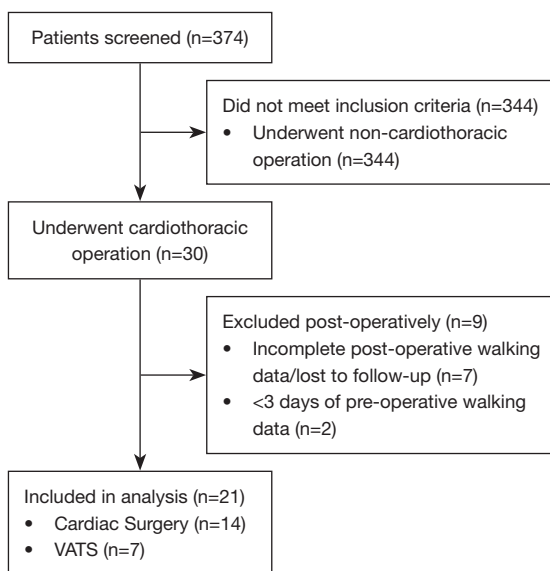 Patients screened (n=374)
Did not meet inclusion criteria (n=344)
• Underwent non-cardiothoracic
operation (n=344)
Underwent cardiothoracic
operation (n=30)
Excluded post-operatively (n=9)
• Incomplete post-operative walking
data/lost to follow-up (n=7)
• <3 days of pre-operative walking
data (n=2)
Included in analysis (n=21)
• Cardiac Surgery (n=14)
• VATS (n=7)